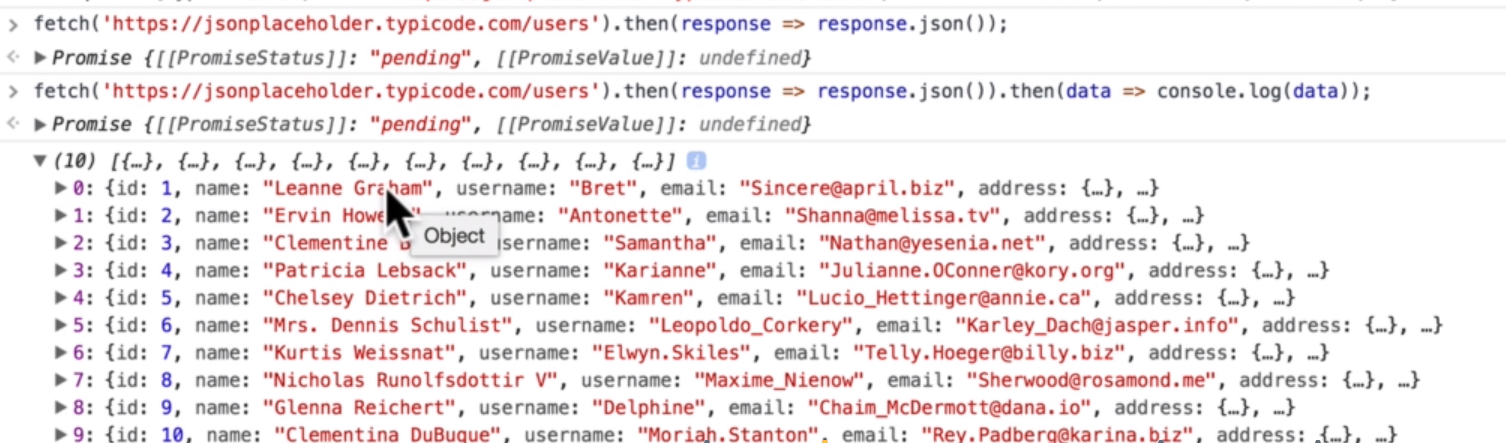 > fetch('https://jsonplaceholder.typicode.com/users').then(response => response.json());
<· ▶Promise {[[PromiseStatus]]: "pending", [[PromiseValue]]: undefined}
> fetch('https://jsonplaceholder.typicode.com/users').then(response => response.json()).then(data => console.log(data));
<· ▶Promise {[[PromiseStatus]]: "pending", [[PromiseValue]]: undefined}
▼(10) [{…}, {…}, {…}, {…}, {…}, {…}, {…}, {…}, {…}, {…}] i
▶0: {id: 1, name: "Leanne Graham", username: "Bret", email: "Sincere@april.biz", address: {…}, …}
▶1: {id: 2, name: "Ervin username: "Antonette", email: "Shanna@melissa.tv", address: {…}, …}
Object
▶2: {id: 3, name: "Clementine username: "Samantha", email: "Nathan@yesenia.net", address: {…}, …}
▶3: {id: 4, name: "Patricia Lebsack", username: "Karianne", email: "Julianne.OConner@kory.org", address: {…}, …}
▶4: {id: 5, name: "Chelsey Dietrich", username: "Kamren", email: "Lucio_Hettinger@annie.ca", address: {…}, …}
▶5: {id: 6, name: "Mrs. Dennis Schulist", username: "Leopoldo_Corkery", email: "Karley_Dach@jasper.info", address: {…}, …}
▶6: {id: 7, name: "Kurtis Weissnat", username: "Elwyn.Skiles", email: "Telly.Hoeger@billy.biz", address: {…}, …}
▶7: {id: 8, name: "Nicholas Runolfsdottir V", username: "Maxime_Nienow", email: "Sherwood@rosamond.me", address: {…}, …}
▶8: {id: 9, name: "Glenna Reichert", username: "Delphine", email: "Chaim_McDermott@dana.io", address: {…}, …}
▶9: {id: 10, name: "Clementina DuBuque", username: "Moriah.Stanton", email: "Rey.Padberg@karina.biz", address: {…}, …}